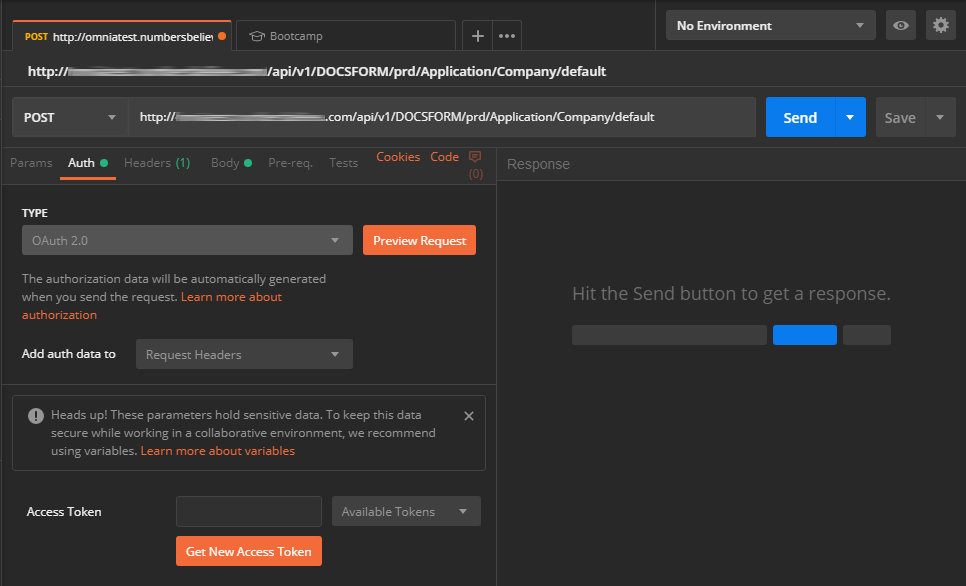 POST http://omniatest.numbersbeliev
Bootcamp
No Environment
http:// /api/v1/DOCSFORM/prd/Application/Company/default
POST
http:// .com/api/v1/DOCSFORM/prd/Application/Company/default
Send
Save
Params
Auth
Headers (1)
Body
Pre-req.
Tests
Cookies
Code
(0)
Response
TYPE
OAuth 2.0
Preview Request
The authorization data will be automatically generated
when you send the request. Learn more about
authorization
Add auth data to
Request Headers
Hit the Send button to get a response.
Heads up! These parameters hold sensitive data. To keep this data
secure while working in a collaborative environment, we recommend
using variables. Learn more about variables
Access Token
Available Tokens
Get New Access Token